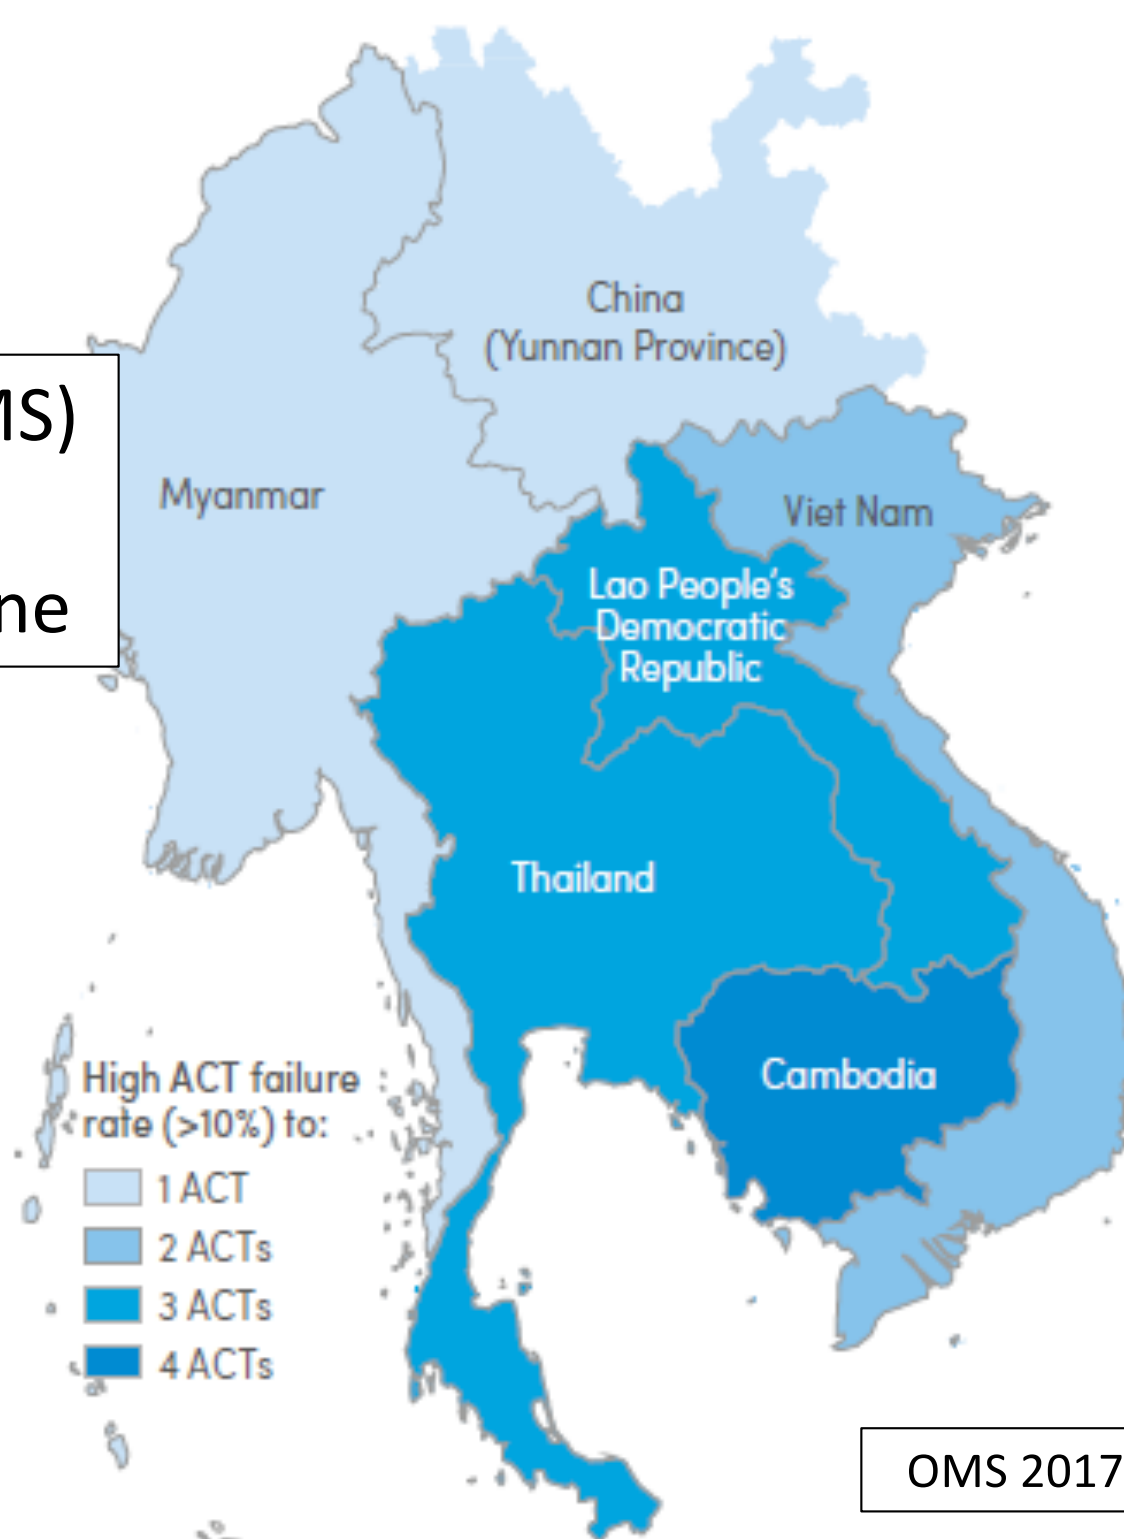 China
(Yunnan Province)
MS)
Myanmar
Viet Nam
ne
Lao People's
Democratic
Republic
Thailand
Cambodia
High ACT failure
rate (>10%) to:
1 ACT
2 ACTs
3 ACTs
4 ACTs
OMS 2017